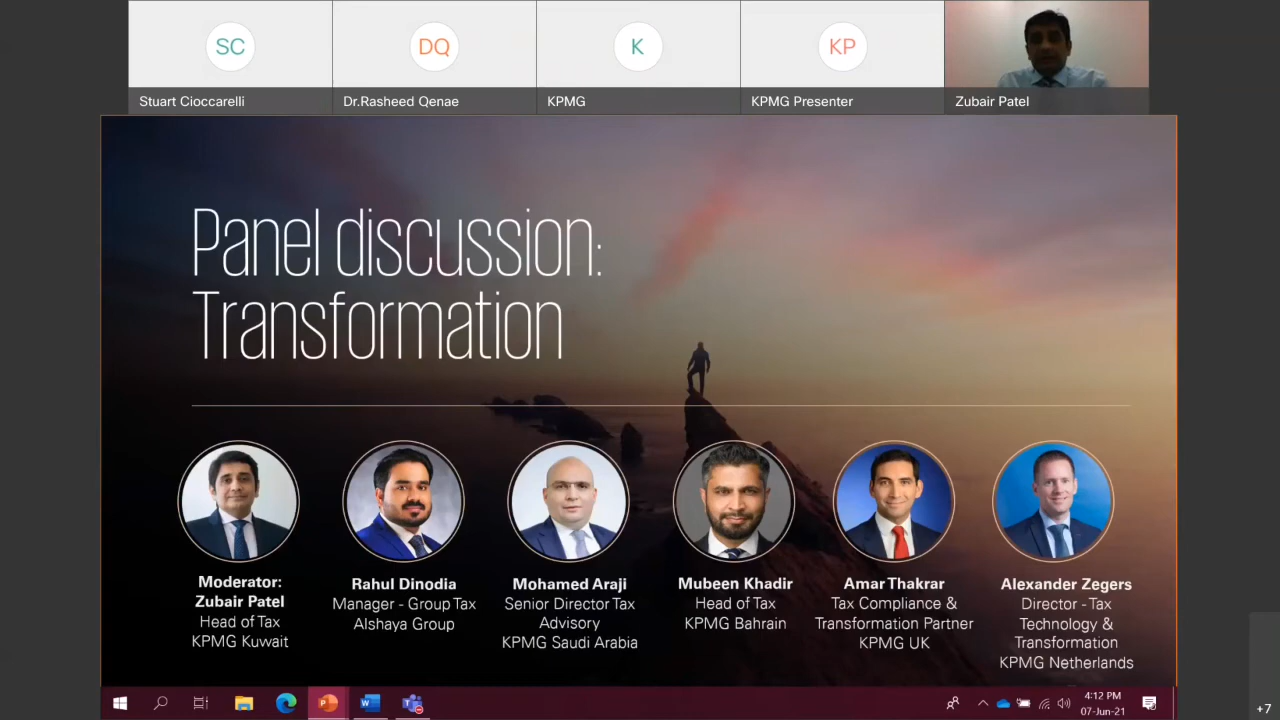 SC
DQ
K
KP
Stuart Cioccarelli
Dr.Rasheed Qenae
KPMG
KPMG Presenter
Zubair Patel
Panel discussion:
Transformation
Moderator:
Zubair Patel
Head of Tax
KPMG Kuwait
Rahul Dinodia
Manager - Group Tax
Alshaya Group
Mohamed Araji
Senior Director Tax
Advisory
KPMG Saudi Arabia
Mubeen Khadir
Head of Tax
KPMG Bahrain
Amar Thakrar
Tax Compliance &
Transformation Partner
KPMG UK
Alexander Zegers
Director - Tax
Technology &
Transformation
KPMG Netherlands
4:12 PM
07-Jun-21
+7